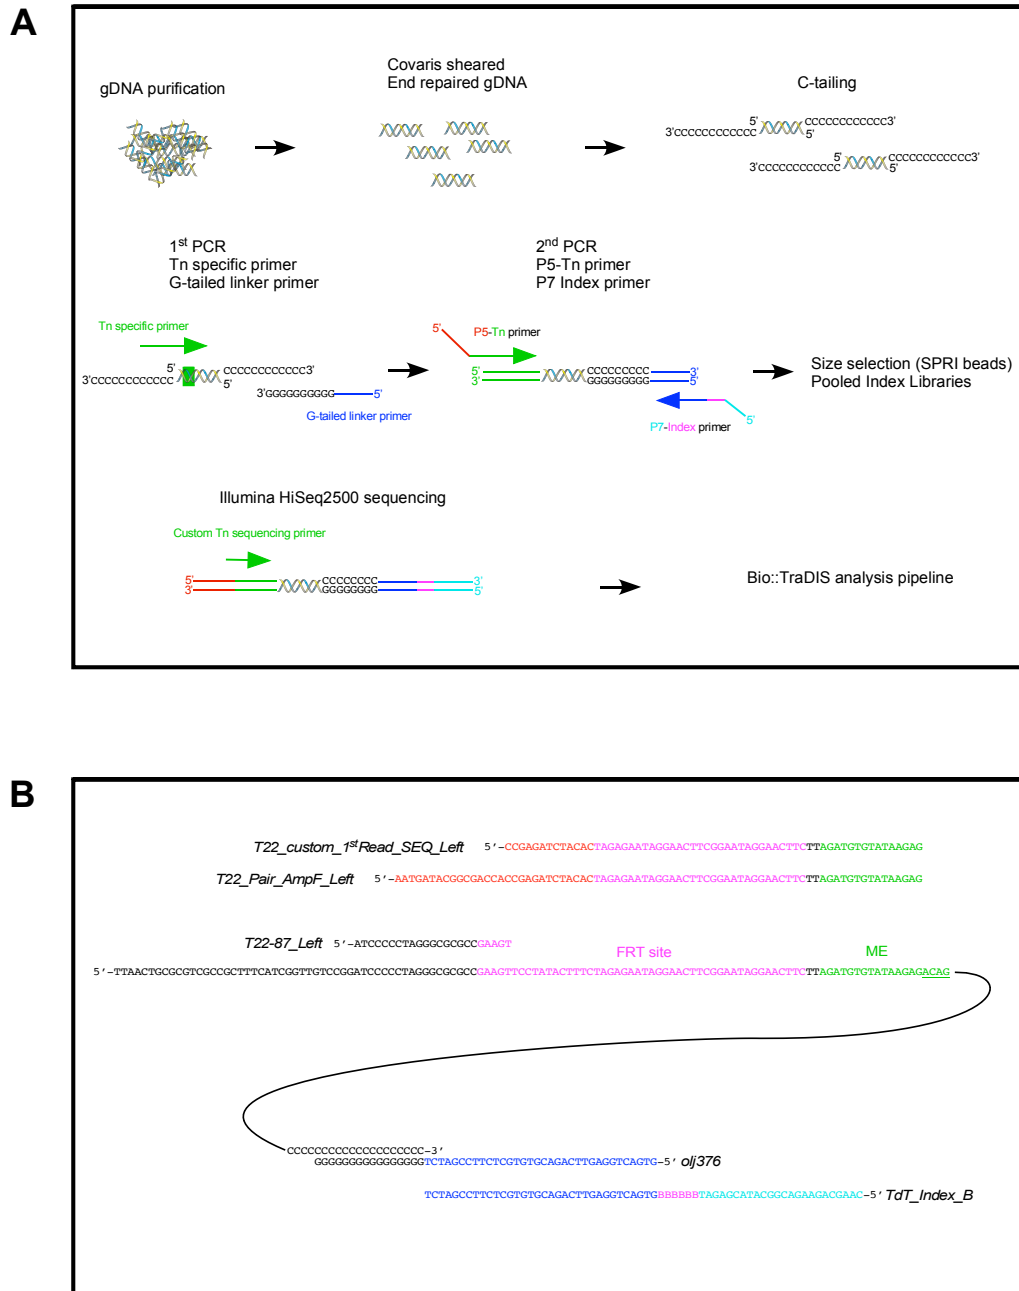 A
gDNA purification
Covaris sheared
End repaired gDNA
C-tailing
5' CCCCCCCCCCCC3'
3'CCCCCCCCCCCC 5'
5' CCCCCCCCCCCC3'
3'CCCCCCCCCCCC 5'
1st PCR
Tn specific primer
G-tailed linker primer
2nd PCR
P5-Tn primer
P7 Index primer
Tn specific primer
5' CCCCCCCCCCCC3'
3'CCCCCCCCCCCC 5'
3'GGGGGGGGGG 5'
G-tailed linker primer
5' P5-Tn primer
5' CCCCCCCCC 3'
3' GGGGGGGGG 5'
P7-Index primer 5'
Size selection (SPRI beads)
Pooled Index Libraries
Illumina HiSeq2500 sequencing
Custom Tn sequencing primer
5' CCCCCCCC 3'
3' GGGGGGGG 5'
Bio::TraDIS analysis pipeline
B
T22_custom_1stRead_SEQ_Left 5'-CCGAGATCTACACTAGAGAATAGGAACTTCGGAATAGGAACTTCTTAGATGTGTATAAGAG
T22_Pair_AmpF_Left 5'-AATGATACGGCGACCACCGAGATCTACACTAGAGAATAGGAACTTCGGAATAGGAACTTCTTAGATGTGTATAAGAG
T22-87_Left 5'-ATCCCCCTAGGGCGCGCCGAAGT
FRT site ME
5'-TTAACTGCGCGTCGCCGCTTTCATCGGTTGTCCGGATCCCCCTAGGGCGCGCCGAAGTTCCTATACTTTCTAGAGAATAGGAACTTCGGAATAGGAACTTCTTAGATGTGTATAAGAGACAG
CCCCCCCCCCCCCCCCCCCC-3'
GGGGGGGGGGGGGGGGTCTAGCCTTCTCGTGTGCAGACTTGAGGTCAGTG-5' olj376
TCTAGCCTTCTCGTGTGCAGACTTGAGGTCAGTGBBBBBBTAGAGCATACGGCAGAAGACGAAC-5' TdT_Index_B